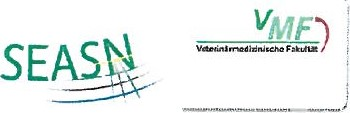 SEASN
VMF
Veterinärmedizinische Fakultät